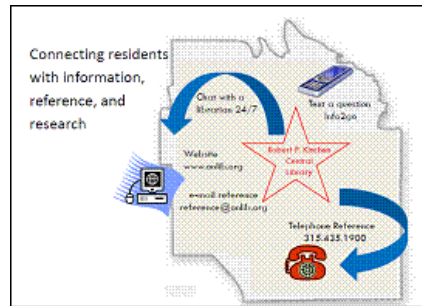 Connecting residents
with information,
reference, and
research
Chat with a
librarian 24/7
Text a question
Info2go
Robert P. Kinchen
Central
Library
Website
www.onlib.org
e-mail reference
reference@onlib.org
Telephone Reference
315.435.1900